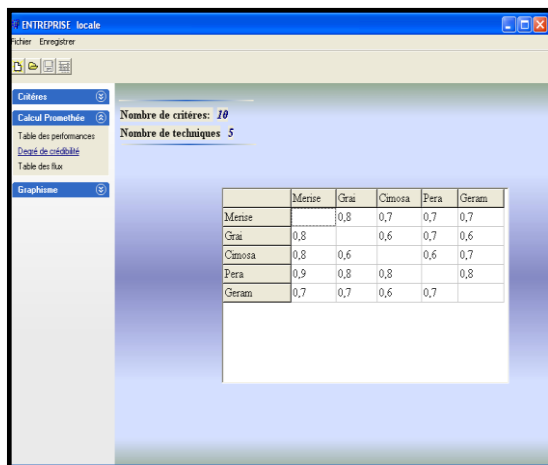 ENTREPRISE locale
Fichier Enregistrer
Critéres
Calcul Promethée
Table des performances
Degré de crédibilité
Table des flux
Graphisme
Nombre de critéres: 10
Nombre de techniques 5
Merise Grai Cimosa Pera Geram
Merise 0,8 0,7 0,7 0,7
Grai 0,8 0,6 0,7 0,6
Cimosa 0,8 0,6 0,6 0,7
Pera 0,9 0,8 0,8 0,8
Geram 0,7 0,7 0,6 0,7